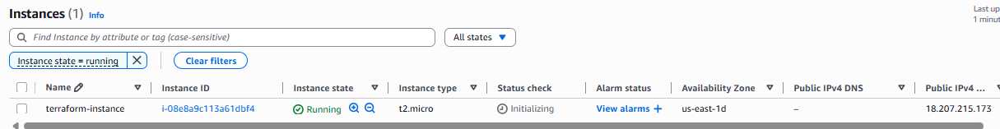 Instances (1) Info
Last up
1 minut
Find Instance by attribute or tag (case-sensitive)
All states
Instance state = running
Clear filters
Name Instance ID Instance state Instance type Status check Alarm status Availability Zone Public IPv4 DNS Public IPv4 ...
terraform-instance i-08e8a9c113a61dbf4 Running t2.micro Initializing View alarms + us-east-1d – 18.207.215.173